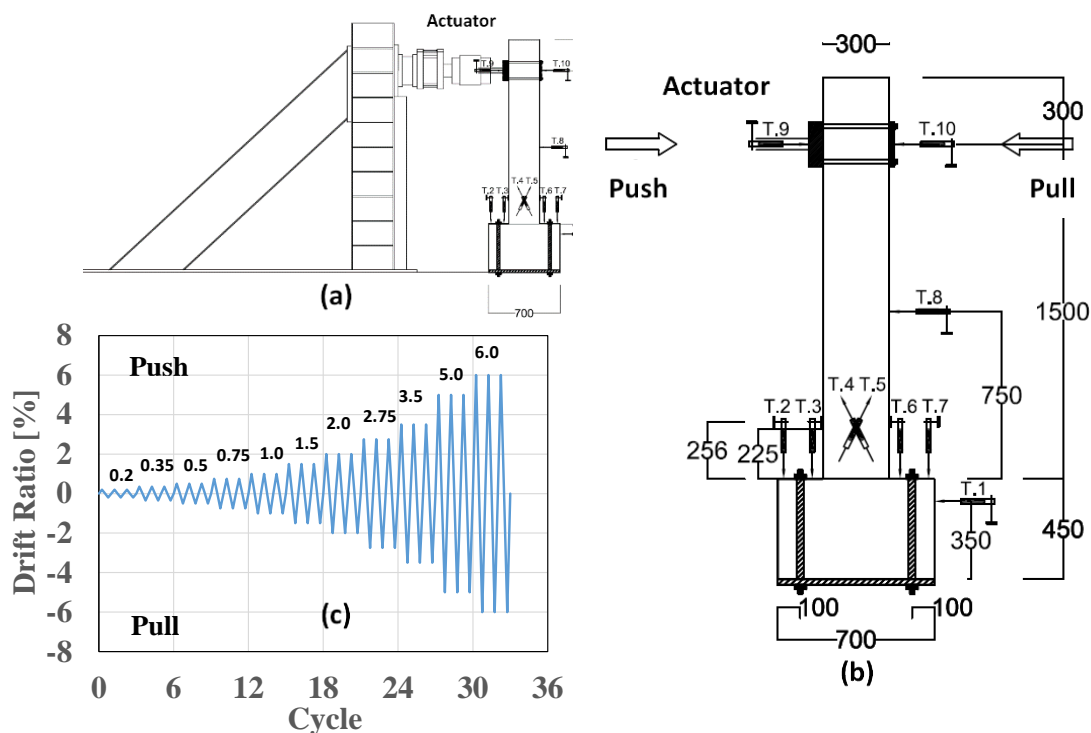 Actuator
T.9
T.10
T.8
T.4 T.5
T.2 T.3
T.6 T.7
(a)
700
300
Actuator
300
T.9
T.10
Push
Pull
T.8
1500
750
T.4 T.5
T.2 T.3
T.6 T.7
256
225
T.1
350
450
100
100
700
(b)
8
6
4
2
0
-2
-4
-6
-8
Drift Ratio [%]
Push
0.2
0.35
0.5
0.75
1.0
1.5
2.0
2.75
3.5
5.0
6.0
Pull
(c)
0 6 12 18 24 30 36
Cycle